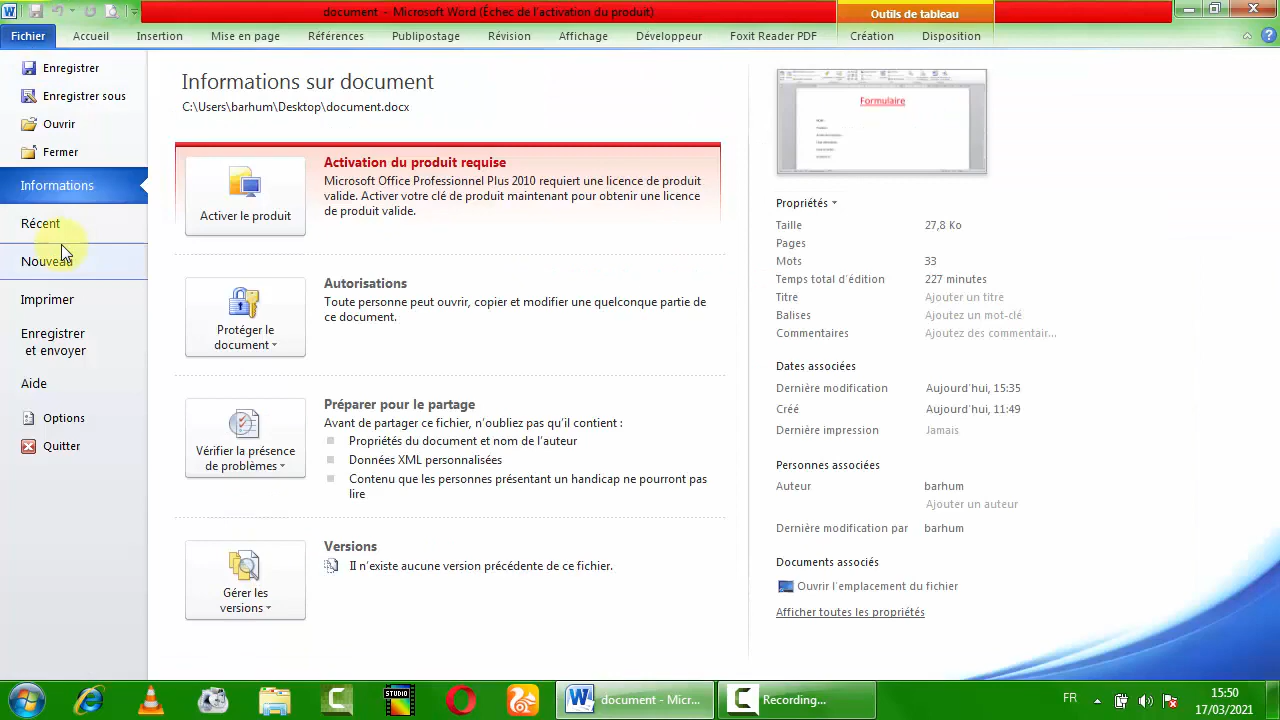 document - Microsoft Word (Échec de l'activation du produit)
Outils de tableau
Fichier
Accueil
Insertion
Mise en page
Références
Publipostage
Révision
Affichage
Développeur
Foxit Reader PDF
Création
Disposition
Enregistrer
Enregistrer sous
Ouvrir
Fermer
Informations
Récent
Nouveau
Imprimer
Enregistrer
et envoyer
Aide
Options
Quitter
Informations sur document
C:\Users\barhum\Desktop\document.docx
Activer le produit
Activation du produit requise
Microsoft Office Professionnel Plus 2010 requiert une licence de produit
valide. Activer votre clé de produit maintenant pour obtenir une licence
de produit valide.
Protéger le
document
Autorisations
Toute personne peut ouvrir, copier et modifier une quelconque partie de
ce document.
Vérifier la présence
de problèmes
Préparer pour le partage
Avant de partager ce fichier, n'oubliez pas qu'il contient :
Propriétés du document et nom de l'auteur
Données XML personnalisées
Contenu que les personnes présentant un handicap ne pourront pas
lire
Gérer les
versions
Versions
Il n'existe aucune version précédente de ce fichier.
Formulaire
Propriétés
Taille 27,8 Ko
Pages
Mots 33
Temps total d'édition 227 minutes
Titre Ajouter un titre
Balises Ajoutez un mot-clé
Commentaires Ajoutez des commentair...
Dates associées
Dernière modification Aujourd'hui, 15:35
Créé Aujourd'hui, 11:49
Dernière impression Jamais
Personnes associées
Auteur barhum
Ajouter un auteur
Dernière modification par barhum
Documents associés
Ouvrir l'emplacement du fichier
Afficher toutes les propriétés
STUDIO
document - Micr...
Recording...
FR
15:50
17/03/2021